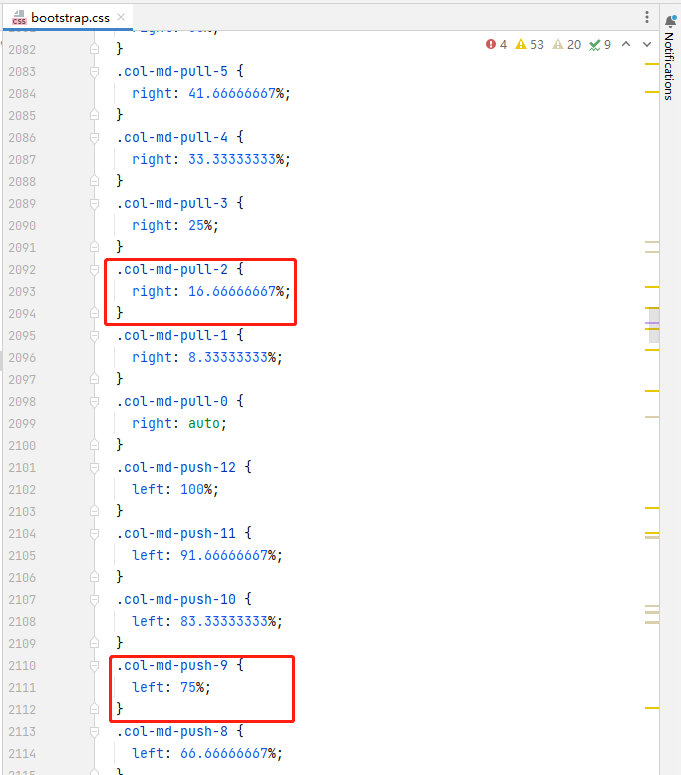 bootstrap.css
4 53 20 9
Notifications
2082 }
2083 .col-md-pull-5 {
2084 right: 41.66666667%;
2085 }
2086 .col-md-pull-4 {
2087 right: 33.33333333%;
2088 }
2089 .col-md-pull-3 {
2090 right: 25%;
2091 }
2092 .col-md-pull-2 {
2093 right: 16.66666667%;
2094 }
2095 .col-md-pull-1 {
2096 right: 8.33333333%;
2097 }
2098 .col-md-pull-0 {
2099 right: auto;
2100 }
2101 .col-md-push-12 {
2102 left: 100%;
2103 }
2104 .col-md-push-11 {
2105 left: 91.66666667%;
2106 }
2107 .col-md-push-10 {
2108 left: 83.33333333%;
2109 }
2110 .col-md-push-9 {
2111 left: 75%;
2112 }
2113 .col-md-push-8 {
2114 left: 66.66666667%;